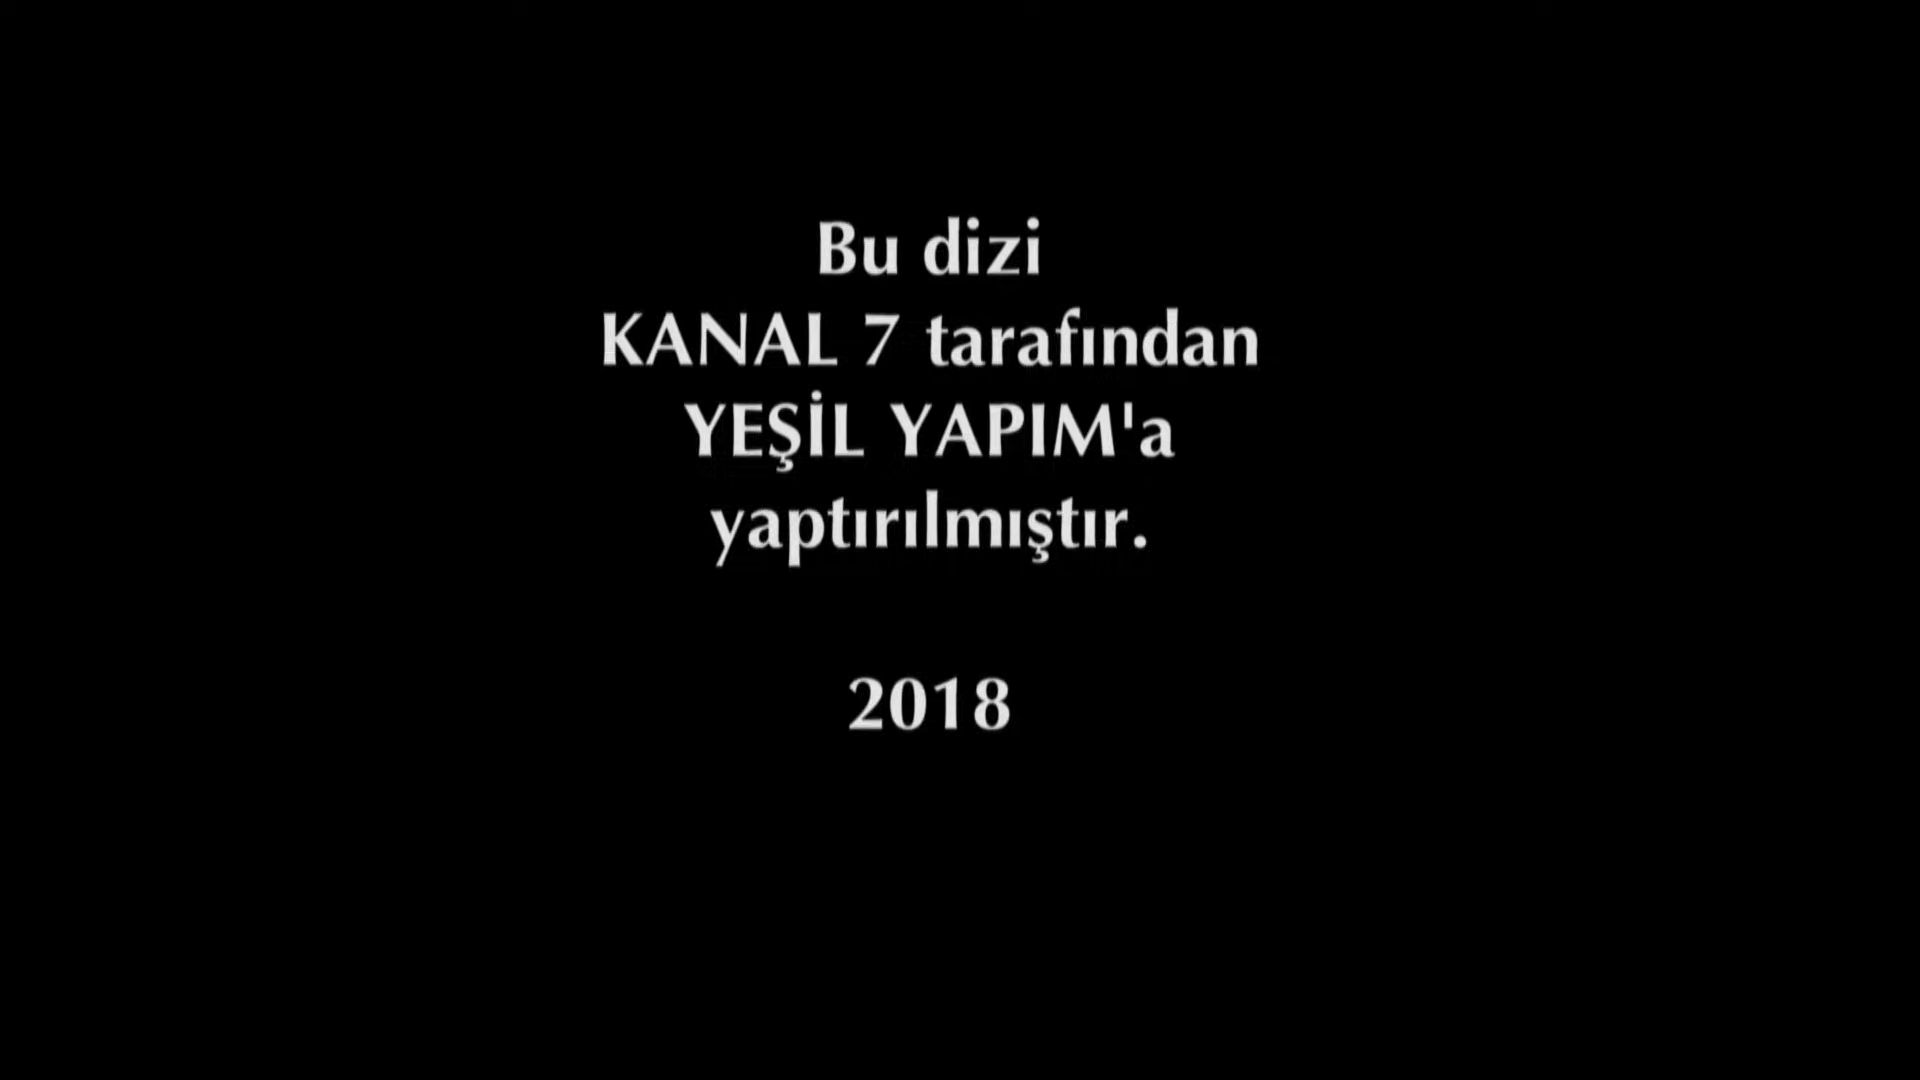 Bu dizi
KANAL 7 tarafından
YEŞİL YAPIM'a
yaptırılmıştır.
2018